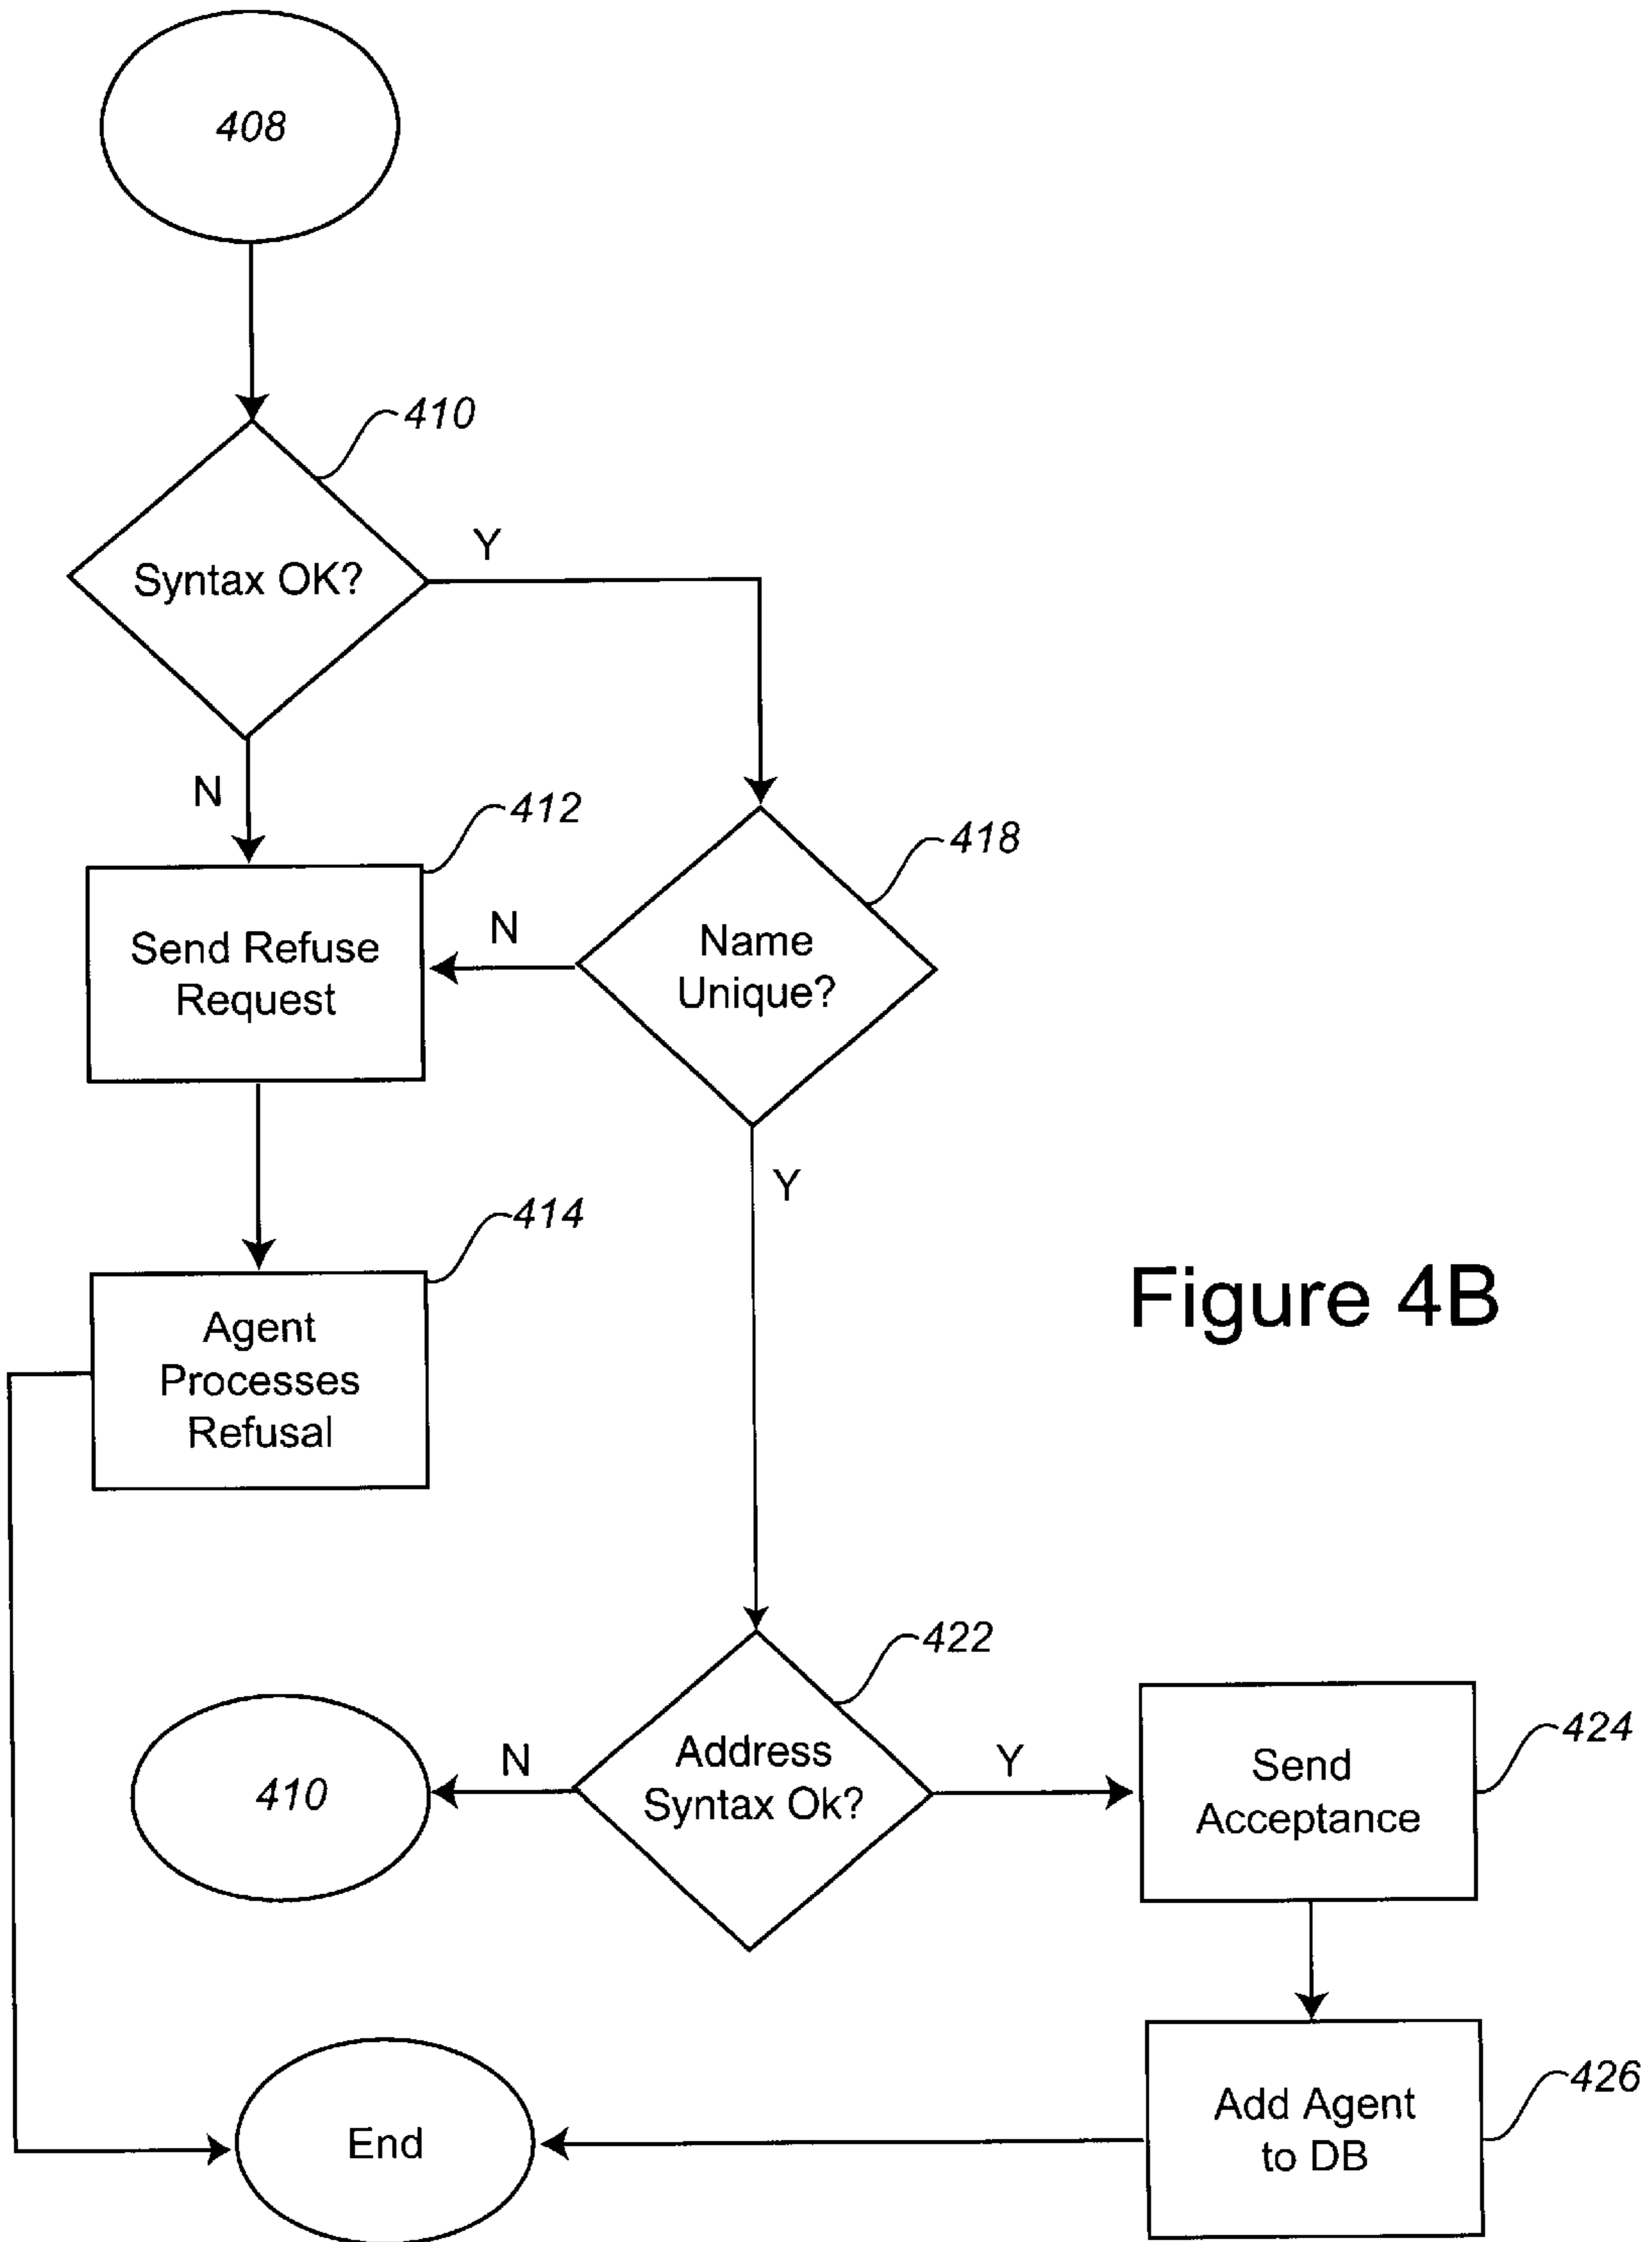 408
410
Y
Syntax OK?
N
412
418
Send Refuse
Request
N
Name
Unique?
Y
414
Agent
Processes
Refusal
Figure 4B
422
424
410
N
Address
Syntax Ok?
Y
Send
Acceptance
426
End
Add Agent
to DB